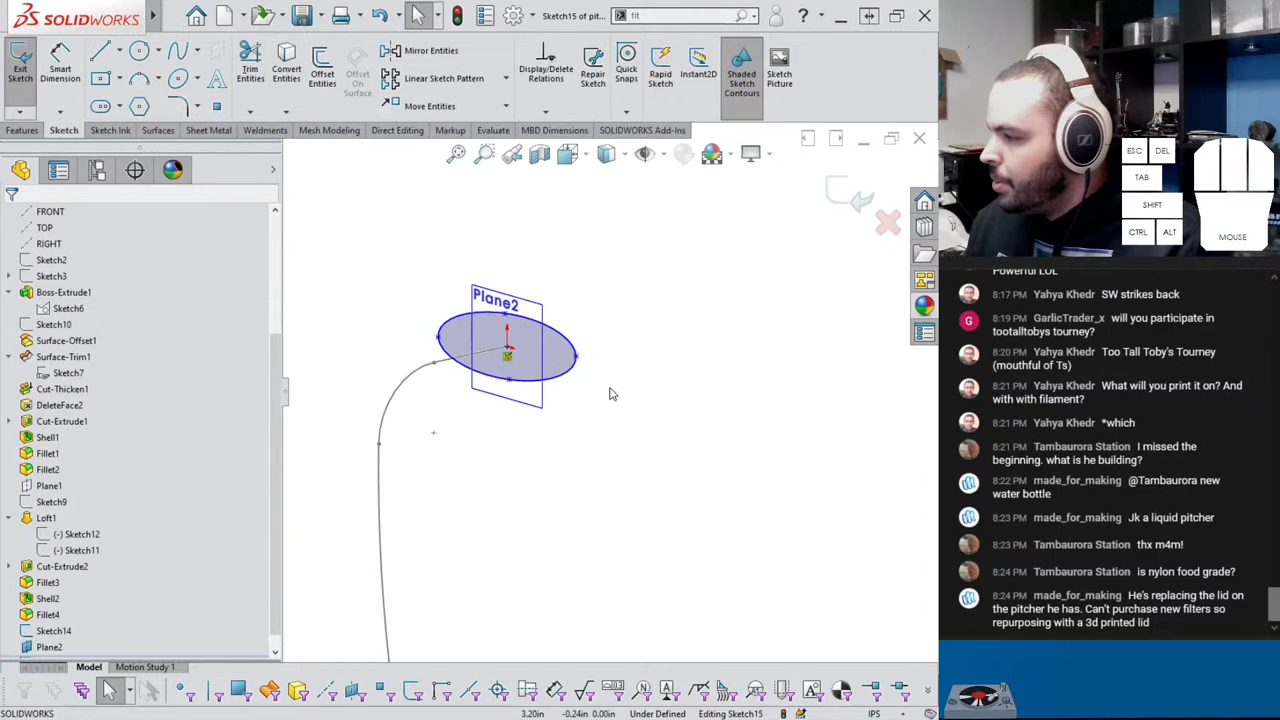 SOLIDWORKS
Sketch15 of pit...
fit
Exit Sketch
Smart Dimension
Trim Entities
Convert Entities
Offset Entities
Offset On Surface
Mirror Entities
Linear Sketch Pattern
Move Entities
Display/Delete Relations
Repair Sketch
Quick Snaps
Rapid Sketch
Instant2D
Shaded Sketch Contours
Sketch Picture
Features
Sketch
Sketch Ink
Surfaces
Sheet Metal
Weldments
Mesh Modeling
Direct Editing
Markup
Evaluate
MBD Dimensions
SOLIDWORKS Add-Ins
FRONT
TOP
RIGHT
Sketch2
Sketch3
Boss-Extrude1
Sketch6
Sketch10
Surface-Offset1
Surface-Trim1
Sketch7
Cut-Thicken1
DeleteFace2
Cut-Extrude1
Shell1
Fillet1
Fillet2
Plane1
Sketch9
Loft1
(-) Sketch12
(-) Sketch11
Cut-Extrude2
Fillet3
Shell2
Fillet4
Sketch14
Plane2
Plane2
Model
Motion Study 1
SOLIDWORKS
3.20in
-0.24in
0.00in
Under Defined
Editing Sketch15
IPS
ESC
DEL
TAB
SHIFT
CTRL
ALT
MOUSE
Powerful LOL
8:17 PM Yahya Khedr SW strikes back
8:19 PM GarlicTrader_x will you participate in
tootalltobys tourney?
8:20 PM Yahya Khedr Too Tall Toby's Tourney
(mouthful of Ts)
8:21 PM Yahya Khedr What will you print it on? And
with with filament?
8:21 PM Yahya Khedr *which
8:21 PM Tambaurora Station I missed the
beginning. what is he building?
8:22 PM made_for_making @Tambaurora new
water bottle
8:23 PM made_for_making Jk a liquid pitcher
8:23 PM Tambaurora Station thx m4m!
8:24 PM Tambaurora Station is nylon food grade?
8:24 PM made_for_making He's replacing the lid on
the pitcher he has. Can't purchase new filters so
repurposing with a 3d printed lid